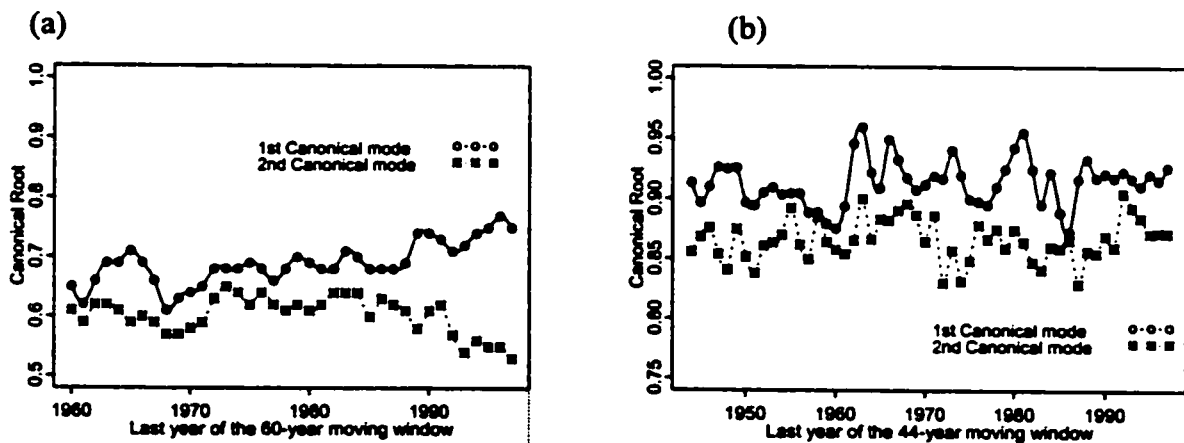 (a)
1.0
0.9
0.8
0.7
0.6
0.5
Canonical Root
1st Canonical mode
2nd Canonical mode
1960
1970
1980
1990
Last year of the 60-year moving window
(b)
1.00
0.95
0.90
0.85
0.80
0.75
Canonical Root
1st Canonical mode
2nd Canonical mode
1950
1960
1970
1980
1990
Last year of the 44-year moving window